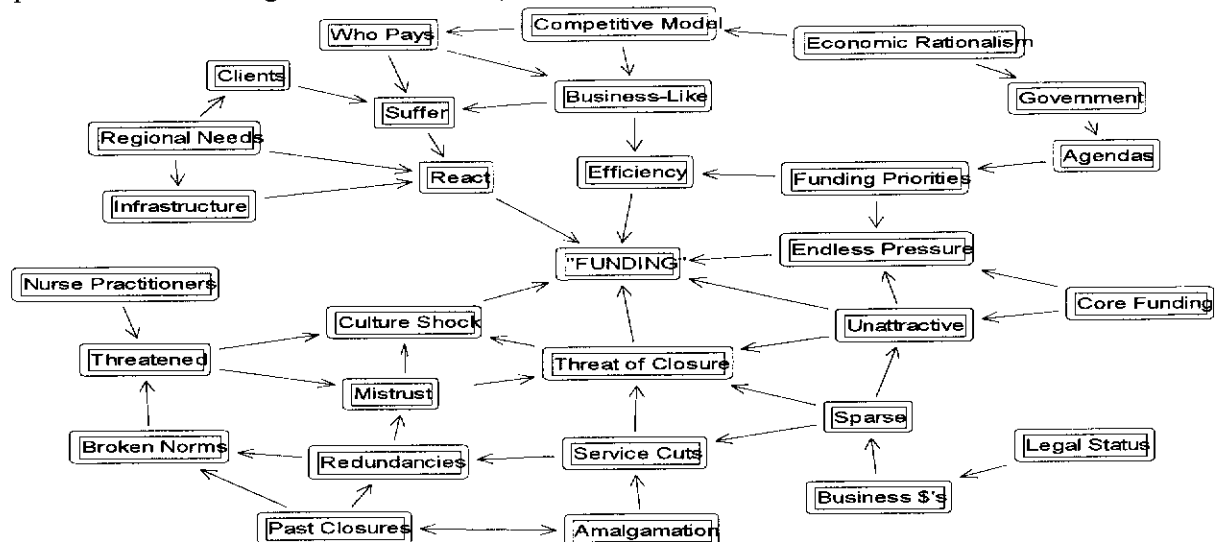 Competitive Model
Who Pays
Economic Rationalism
Clients
Business-Like
Government
Suffer
Regional Needs
Agendas
React
Efficiency
Funding Priorities
Infrastructure
"FUNDING"
Endless Pressure
Nurse Practitioners
Core Funding
Culture Shock
Unattractive
Threatened
Threat of Closure
Mistrust
Sparse
Broken Norms
Redundancies
Service Cuts
Legal Status
Business $'s
Past Closures
Amalgamation